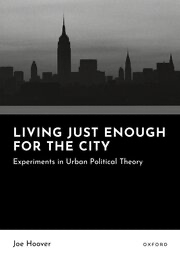 LIVING JUST ENOUGH
FOR THE CITY
Experiments in Urban Political Theory
Joe Hoover
OXFORD